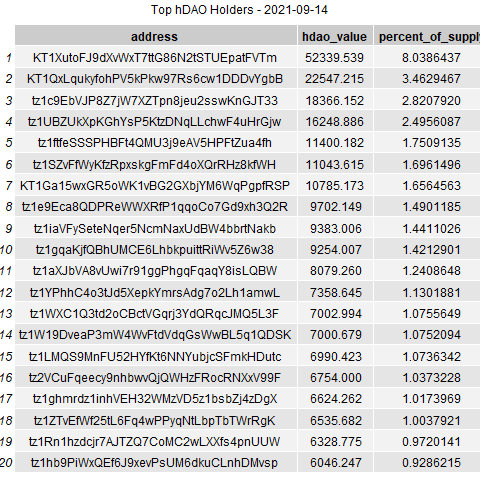 Top hDAO Holders - 2021-09-14
address hdao_value percent_of_supply
1 KT1XutoFJ9dXvWxT7ttG86N2tSTUEpatFVTm 52339.539 8.0386437
2 KT1QxLqukyfohPV5kPkw97Rs6cw1DDDvYgbB 22547.215 3.4629467
3 tz1c9EbVJP8Z7jW7XZTpn8jeu2sswKnGJT33 18366.152 2.8207920
4 tz1UBZUkXpKGhYsP5KtzDNqLLchwF4uHrGjw 16248.886 2.4956087
5 tz1ftfeSSSPHBFt4QMU3j9eAV5HPFtZua4fh 11400.182 1.7509135
6 tz1SZvFfWyKfzRpxskgFmFd4oXQrRHz8kfWH 11043.615 1.6961496
7 KT1Ga15wxGR5oWK1vBG2GXbjYM6WqPgpfRSP 10785.173 1.6564563
8 tz1e9Eca8QDPReWWXRfP1qqoCo7Gd9xh3Q2R 9702.149 1.4901185
9 tz1iaVFySeteNqer5NcmNaxUdBW4bbrtNakb 9383.006 1.4411026
10 tz1gqaKjfQBhUMCE6LhbkpuittRiWv5Z6w38 9254.007 1.4212901
11 tz1aXJbVA8vUwi7r91ggPhgqFqaqY8isLQBW 8079.260 1.2408648
12 tz1YPhhC4o3tJd5XepkYmrsAdg7o2Lh1amwL 7358.645 1.1301881
13 tz1WXC1Q3td2oCBctVGqrj3YdQRqcJMQ5L3F 7002.994 1.0755649
14 tz1W19DveaP3mW4WvFtdVdqGsWwBL5q1QDSK 7000.679 1.0752094
15 tz1LMQS9MnFU52HYfKt6NNYubjcSFmkHDutc 6990.423 1.0736342
16 tz2VCuFqeecy9nhbwvQjQWHzFRocRNXxV99F 6754.000 1.0373228
17 tz1ghmrdz1inhVEH32WMzVD5z1bsbZj4zDgX 6624.262 1.0173969
18 tz1ZTvEfWf25tL6Fq4wPPyqNtLbpTbTWrRgK 6535.682 1.0037921
19 tz1Rn1hzdcjr7AJTZQ7CoMC2wLXXfs4pnUUW 6328.775 0.9720141
20 tz1hb9PiWxQEf6J9xevPsUM6dkuCLnhDMvsp 6046.247 0.9286215